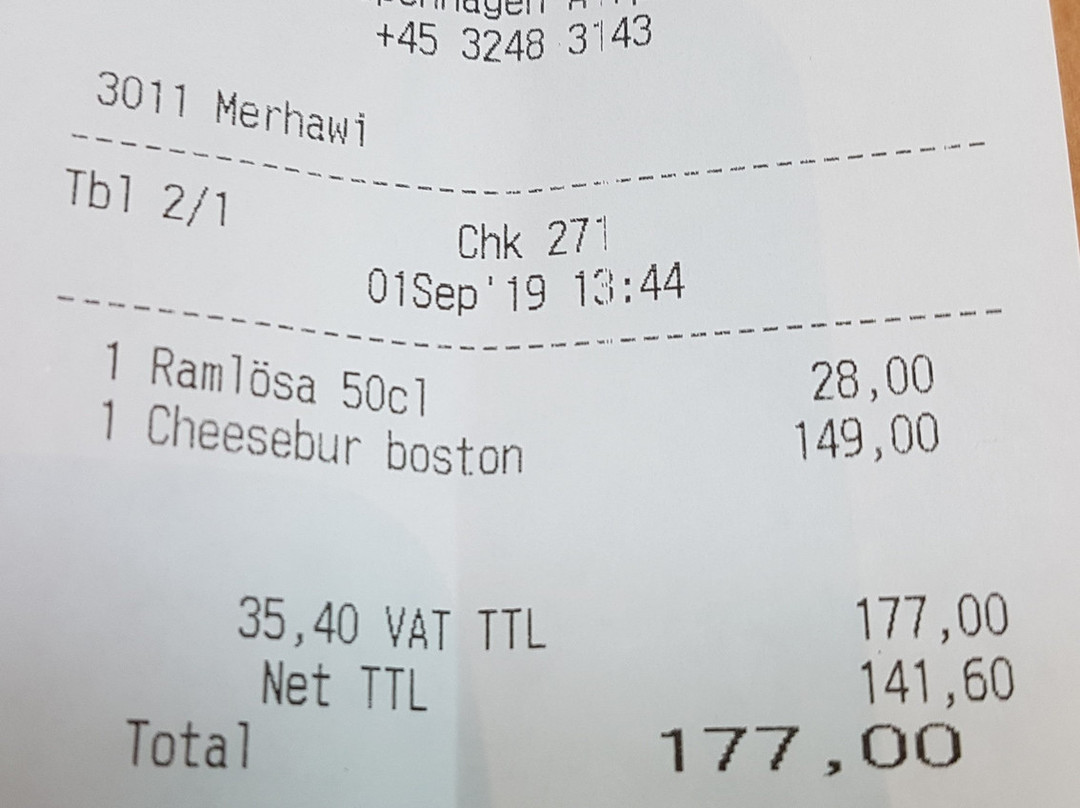 +45 3248 3143
3011 Merhawi
Tbl 2/1
Chk 271
01Sep'19 13:44
1 Ramlösa 50cl 28,00
1 Cheesebur boston 149,00
35,40 VAT TTL 177,00
Net TTL 141,60
Total 177,00